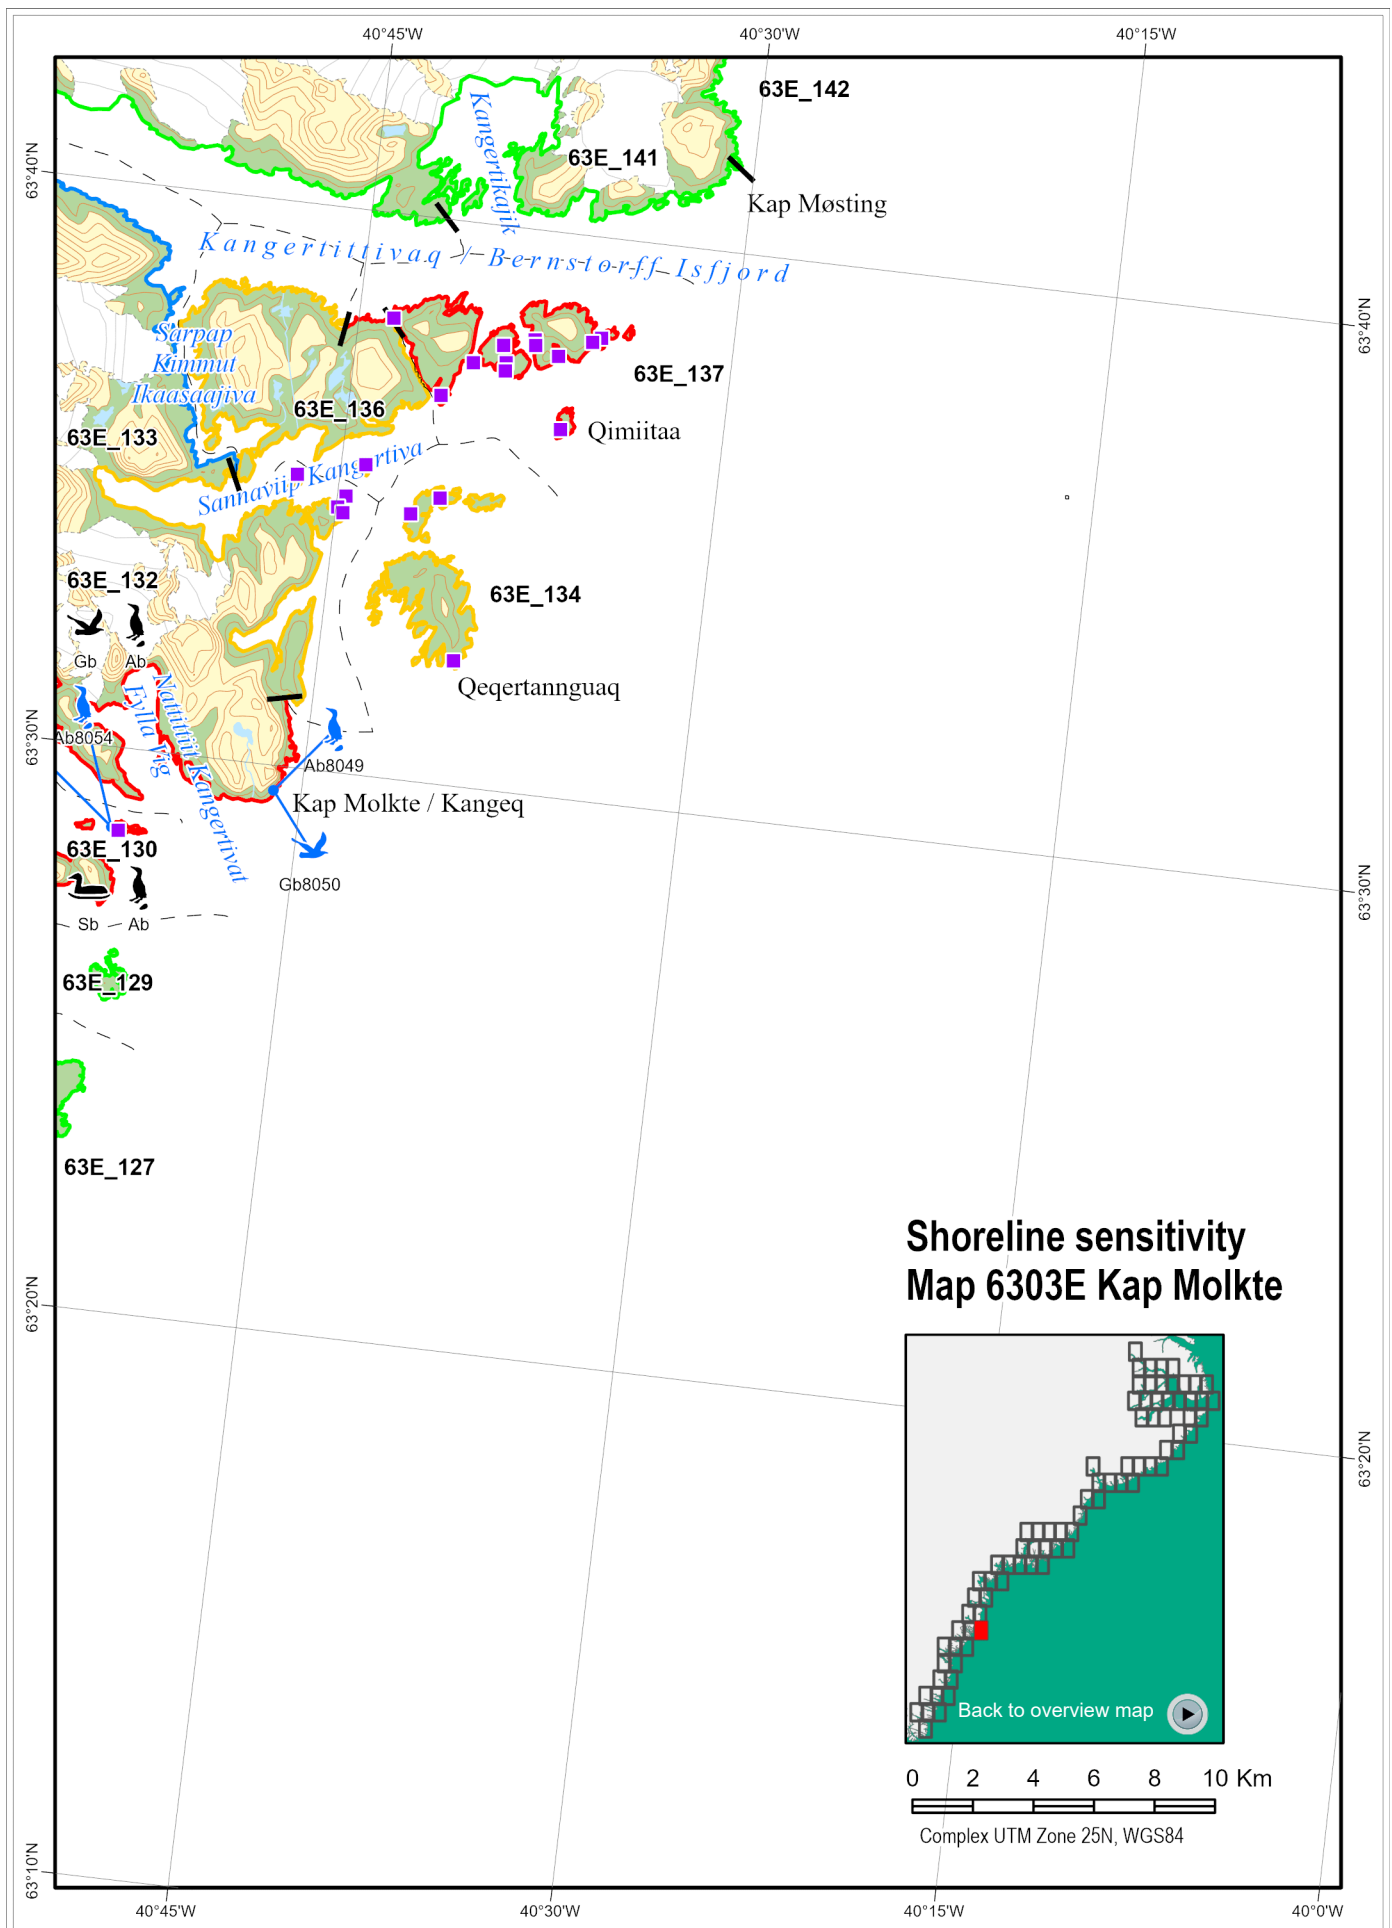 40°45'W
40°30'W
40°15'W
63E_142
Kangertikajik
63E_141
63°40'N
Kap Møsting
Kangertittivaq / Bernstorff Isfjord
63°40'N
Sarpap
Kimmut
Ikaasaajiva
63E_137
63E_136
Qimiitaa
63E_133
Sannaviip Kangertiva
63E_132
63E_134
Gb
Ab
Qeqertannguaq
Nattittiit Kangertivat
Fylla Vig
63°30'N
Ab8054
Ab8049
Kap Molkte / Kangeq
63E_130
Gb8050
63°30'N
Sb
Ab
63E_129
63E_127
Shoreline sensitivity
Map 6303E Kap Molkte
63°20'N
63°20'N
Back to overview map
0 2 4 6 8 10 Km
Complex UTM Zone 25N, WGS84
63°10'N
40°45'W
40°30'W
40°15'W
40°0'W